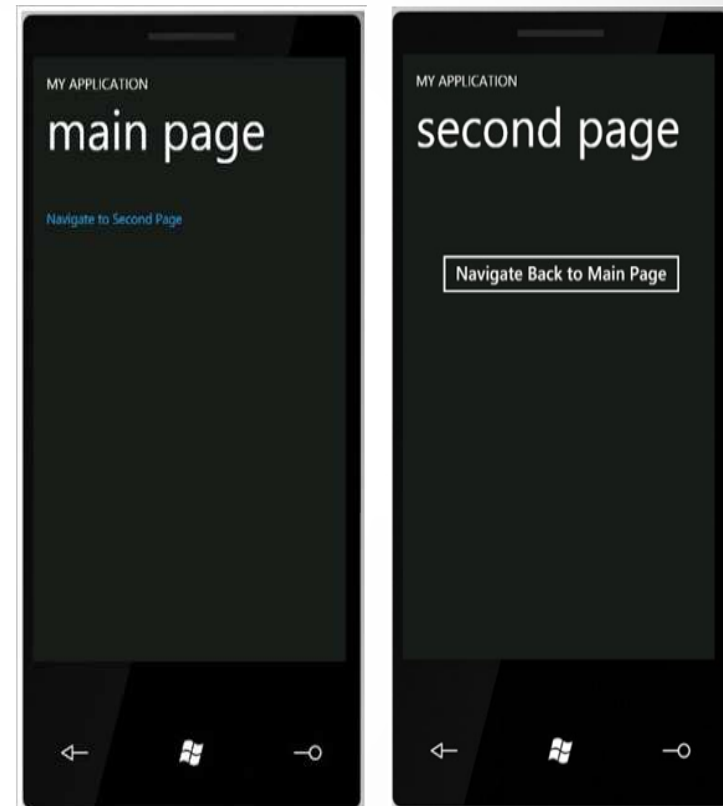 MY APPLICATION
main page
Navigate to Second Page
MY APPLICATION
second page
Navigate Back to Main Page